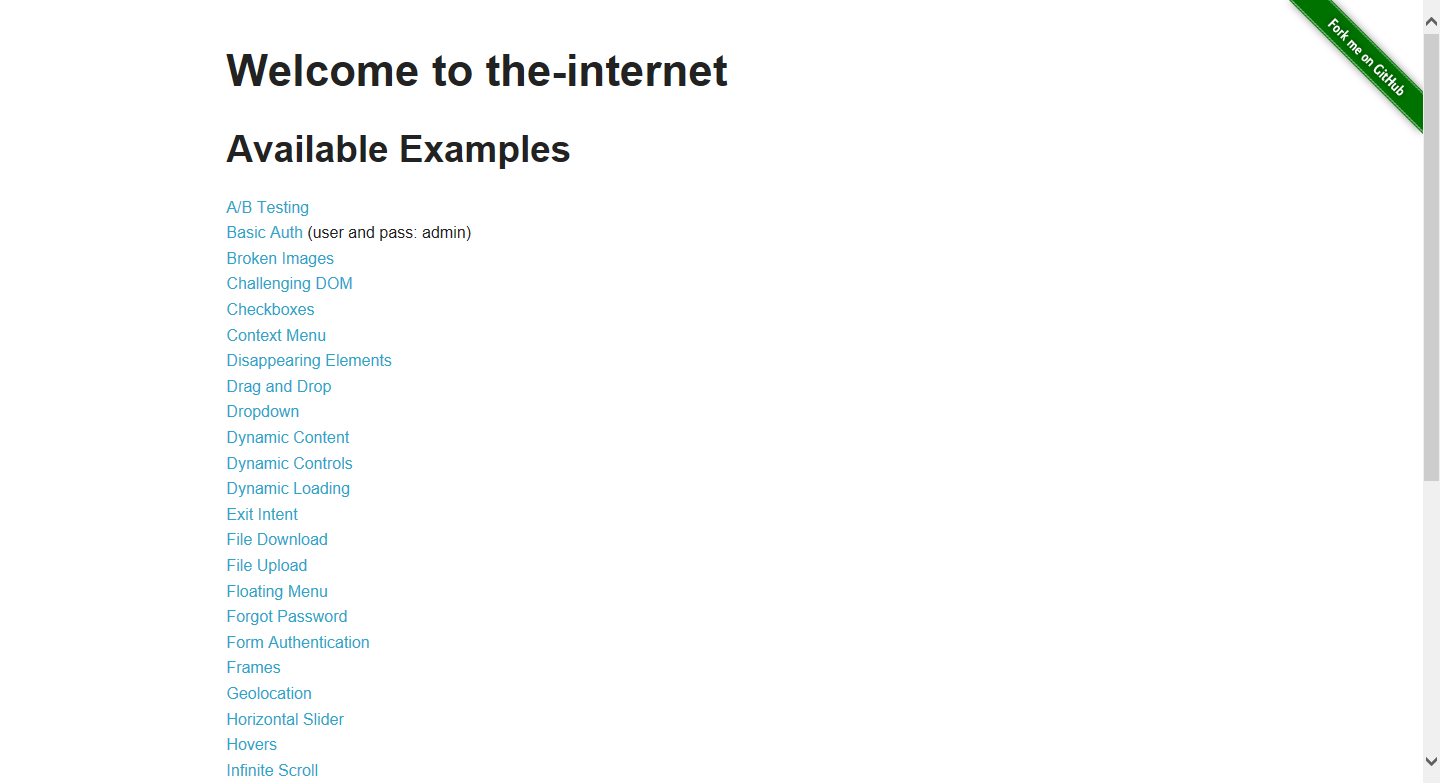 Fork me on GitHub
Welcome to the-internet
Available Examples
A/B Testing
Basic Auth (user and pass: admin)
Broken Images
Challenging DOM
Checkboxes
Context Menu
Disappearing Elements
Drag and Drop
Dropdown
Dynamic Content
Dynamic Controls
Dynamic Loading
Exit Intent
File Download
File Upload
Floating Menu
Forgot Password
Form Authentication
Frames
Geolocation
Horizontal Slider
Hovers
Infinite Scroll